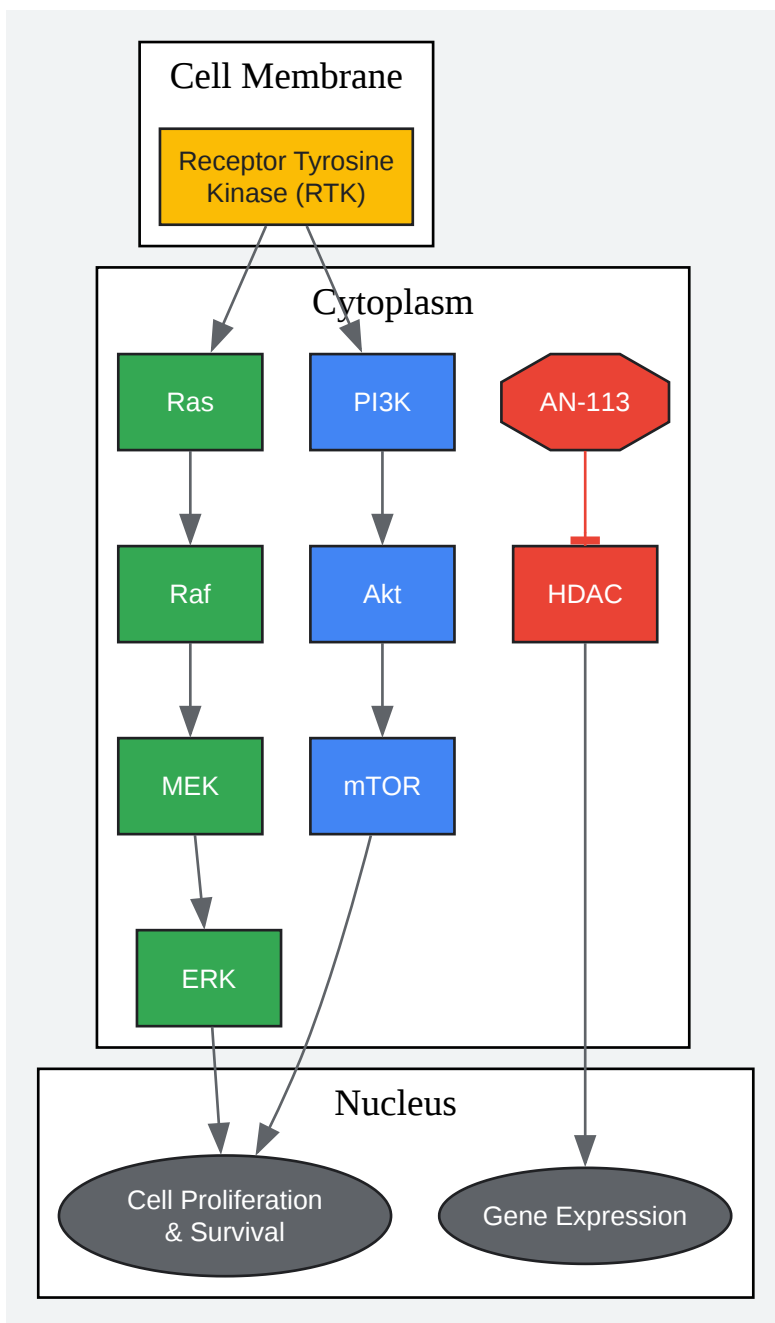 Cell Membrane
Receptor Tyrosine
Kinase (RTK)
Cytoplasm
Ras
PI3K
AN-113
Raf
Akt
HDAC
MEK
mTOR
ERK
Nucleus
Cell Proliferation
& Survival
Gene Expression